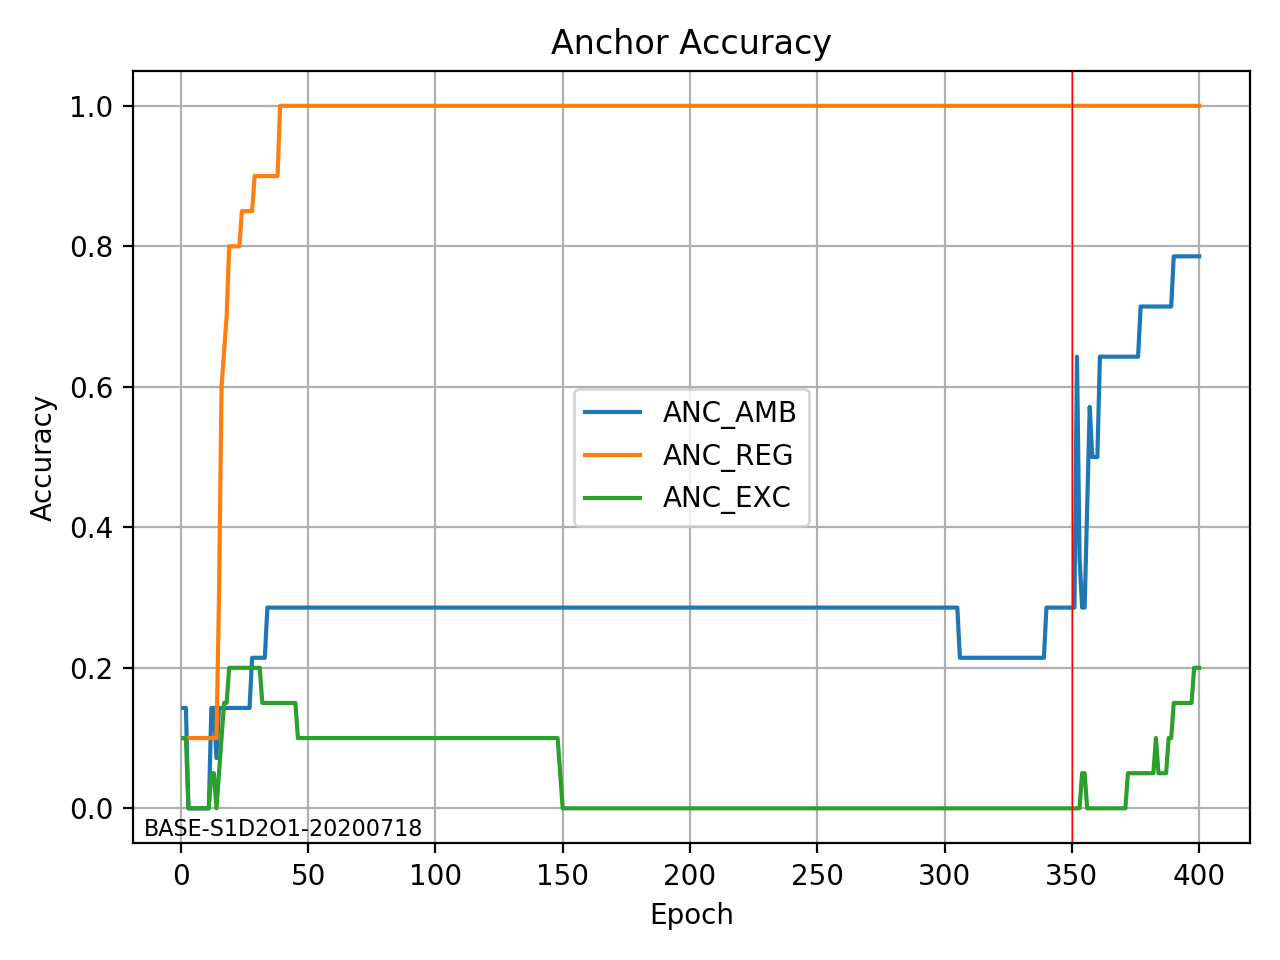 Anchor Accuracy
1.0
0.8
0.6
0.4
0.2
0.0
Accuracy
ANC_AMB
ANC_REG
ANC_EXC
BASE-S1D2O1-20200718
0 50 100 150 200 250 300 350 400
Epoch